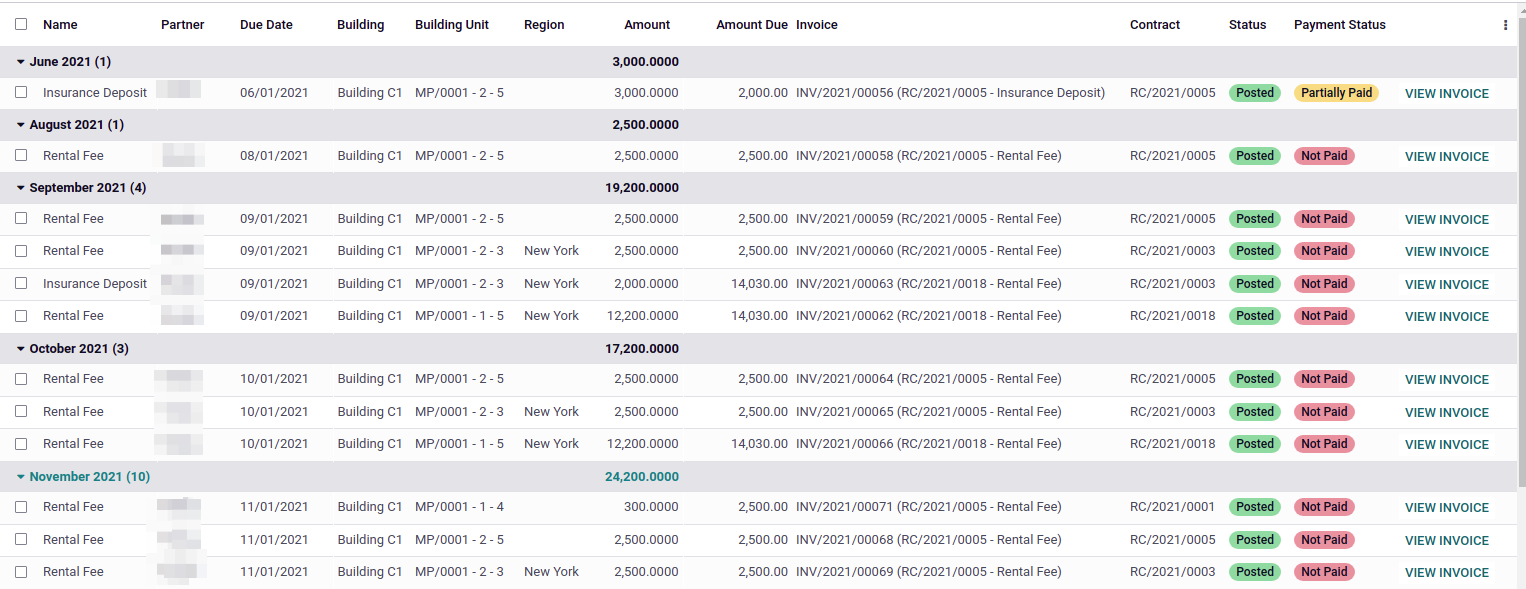 Name Partner Due Date Building Building Unit Region Amount Amount Due Invoice Contract Status Payment Status
June 2021 (1) 3,000.0000
Insurance Deposit 06/01/2021 Building C1 MP/0001 - 2 - 5 3,000.0000 2,000.00 INV/2021/00056 (RC/2021/0005 - Insurance Deposit) RC/2021/0005 Posted Partially Paid VIEW INVOICE
August 2021 (1) 2,500.0000
Rental Fee 08/01/2021 Building C1 MP/0001 - 2 - 5 2,500.0000 2,500.00 INV/2021/00058 (RC/2021/0005 - Rental Fee) RC/2021/0005 Posted Not Paid VIEW INVOICE
September 2021 (4) 19,200.0000
Rental Fee 09/01/2021 Building C1 MP/0001 - 2 - 5 2,500.0000 2,500.00 INV/2021/00059 (RC/2021/0005 - Rental Fee) RC/2021/0005 Posted Not Paid VIEW INVOICE
Rental Fee 09/01/2021 Building C1 MP/0001 - 2 - 3 New York 2,500.0000 2,500.00 INV/2021/00060 (RC/2021/0005 - Rental Fee) RC/2021/0003 Posted Not Paid VIEW INVOICE
Insurance Deposit 09/01/2021 Building C1 MP/0001 - 2 - 3 New York 2,000.0000 14,030.00 INV/2021/00063 (RC/2021/0018 - Rental Fee) RC/2021/0003 Posted Not Paid VIEW INVOICE
Rental Fee 09/01/2021 Building C1 MP/0001 - 1 - 5 New York 12,200.0000 14,030.00 INV/2021/00062 (RC/2021/0018 - Rental Fee) RC/2021/0018 Posted Not Paid VIEW INVOICE
October 2021 (3) 17,200.0000
Rental Fee 10/01/2021 Building C1 MP/0001 - 2 - 5 2,500.0000 2,500.00 INV/2021/00064 (RC/2021/0005 - Rental Fee) RC/2021/0005 Posted Not Paid VIEW INVOICE
Rental Fee 10/01/2021 Building C1 MP/0001 - 2 - 3 New York 2,500.0000 2,500.00 INV/2021/00065 (RC/2021/0005 - Rental Fee) RC/2021/0003 Posted Not Paid VIEW INVOICE
Rental Fee 10/01/2021 Building C1 MP/0001 - 1 - 5 New York 12,200.0000 14,030.00 INV/2021/00066 (RC/2021/0018 - Rental Fee) RC/2021/0018 Posted Not Paid VIEW INVOICE
November 2021 (10) 24,200.0000
Rental Fee 11/01/2021 Building C1 MP/0001 - 1 - 4 300.0000 2,500.00 INV/2021/00071 (RC/2021/0005 - Rental Fee) RC/2021/0001 Posted Not Paid VIEW INVOICE
Rental Fee 11/01/2021 Building C1 MP/0001 - 2 - 5 2,500.0000 2,500.00 INV/2021/00068 (RC/2021/0005 - Rental Fee) RC/2021/0005 Posted Not Paid VIEW INVOICE
Rental Fee 11/01/2021 Building C1 MP/0001 - 2 - 3 New York 2,500.0000 2,500.00 INV/2021/00069 (RC/2021/0005 - Rental Fee) RC/2021/0003 Posted Not Paid VIEW INVOICE